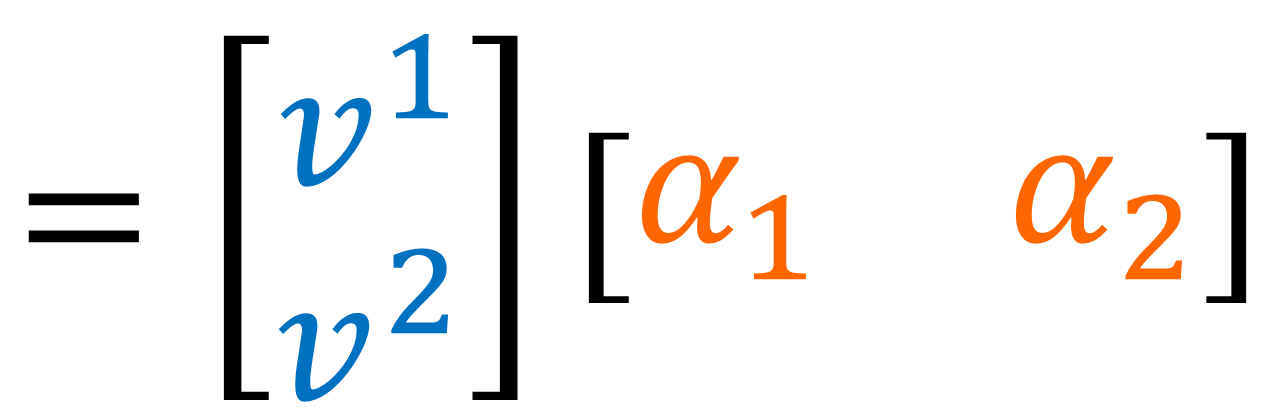 = [v¹ v²] [α₁ α₂]